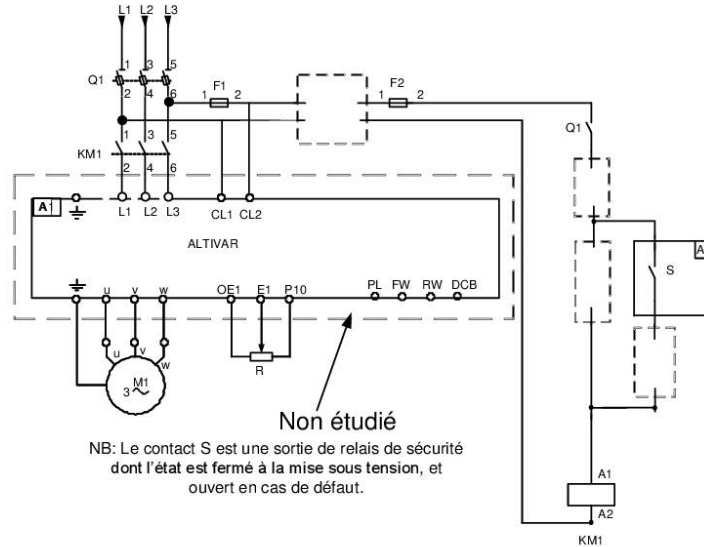 L1 L2 L3
1 3 5
Q1
2 4 6
F1
1 2
F2
1 2
Q1
1 3 5
KM1
2 4 6
A1
L1 L2 L3 CL1 CL2
ALTIVAR
A
S
u v w OE1 E1 P10 PL FW RW DCB
u v w
M1
3
R
Non étudié
NB: Le contact S est une sortie de relais de sécurité
dont l'état est fermé à la mise sous tension, et
ouvert en cas de défaut.
A1
A2
KM1